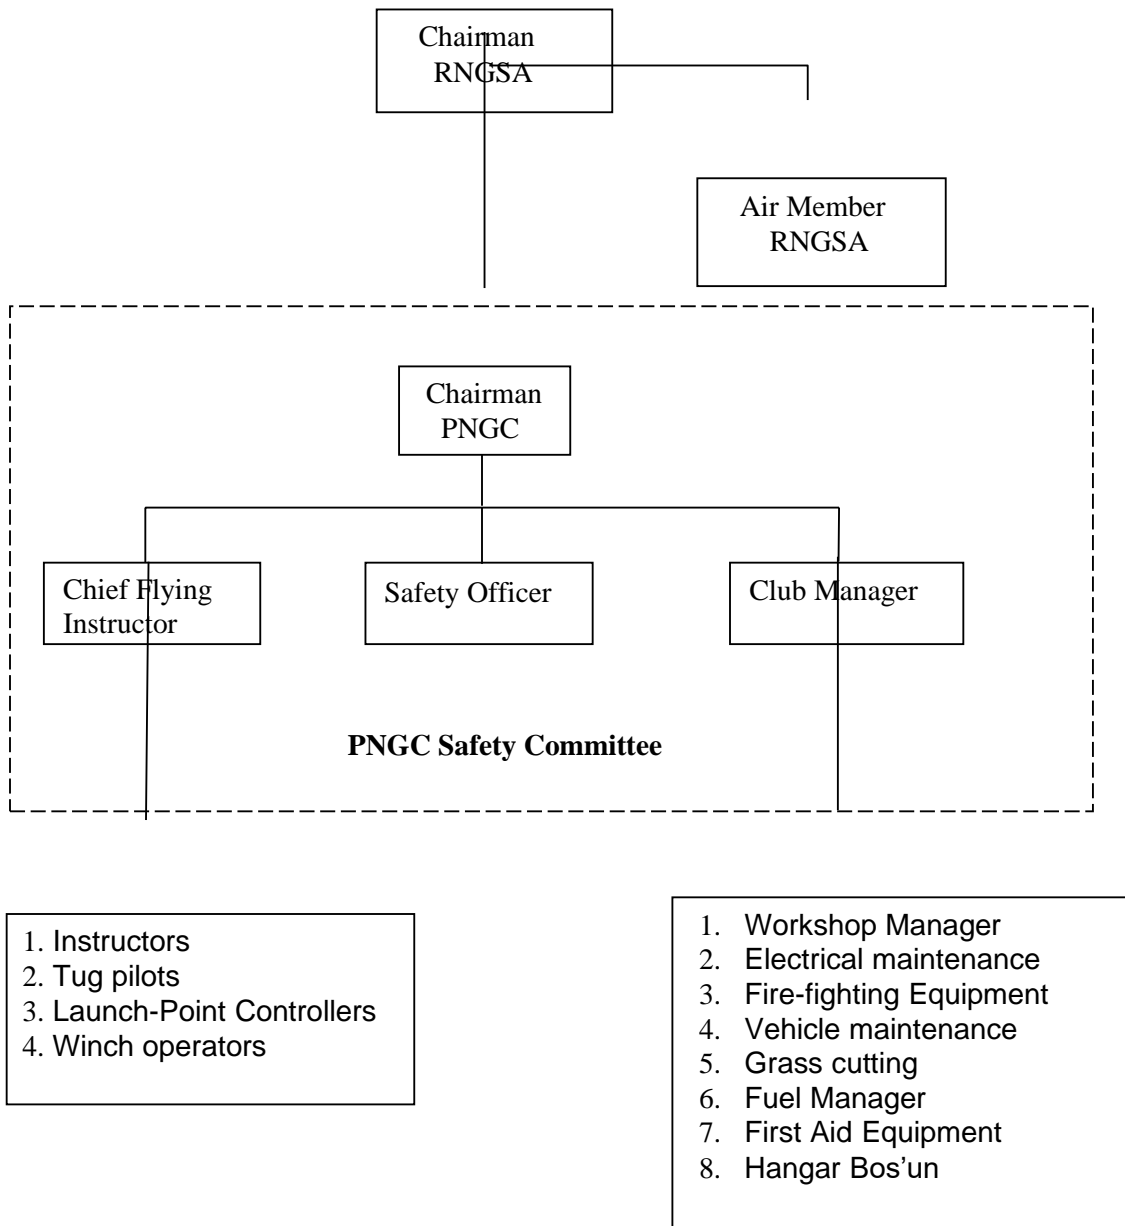 Chairman
RNGSA
Air Member
RNGSA
Chairman
PNGC
Chief Flying
Instructor
Safety Officer
Club Manager
PNGC Safety Committee
1. Instructors
2. Tug pilots
3. Launch-Point Controllers
4. Winch operators
1. Workshop Manager
2. Electrical maintenance
3. Fire-fighting Equipment
4. Vehicle maintenance
5. Grass cutting
6. Fuel Manager
7. First Aid Equipment
8. Hangar Bos’un